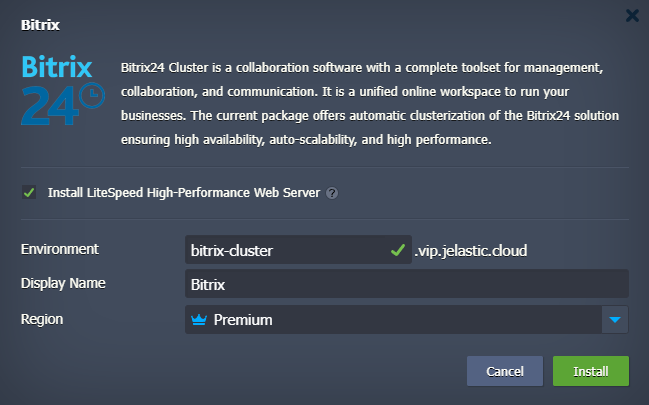 Bitrix
Bitrix
24
Bitrix24 Cluster is a collaboration software with a complete toolset for management,
collaboration, and communication. It is a unified online workspace to run your
businesses. The current package offers automatic clusterization of the Bitrix24 solution
ensuring high availability, auto-scalability, and high performance.
Install LiteSpeed High-Performance Web Server ?
Environment bitrix-cluster .vip.jelastic.cloud
Display Name Bitrix
Region Premium
Cancel Install